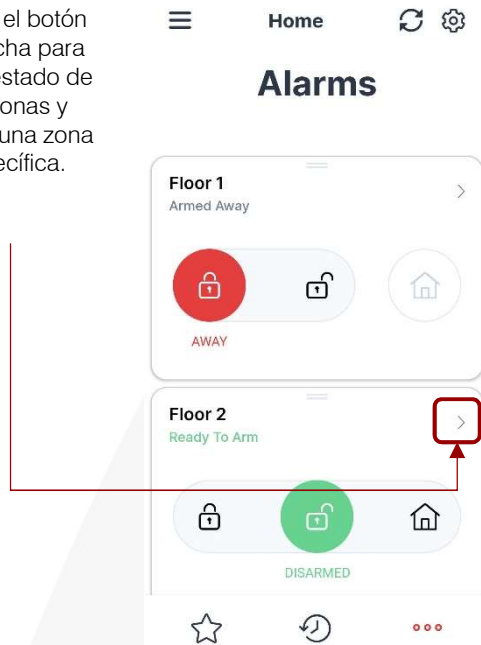 el botón
cha para
estado de
onas y
una zona
ecífica.
Home
Alarms
Floor 1
Armed Away
AWAY
Floor 2
Ready To Arm
DISARMED